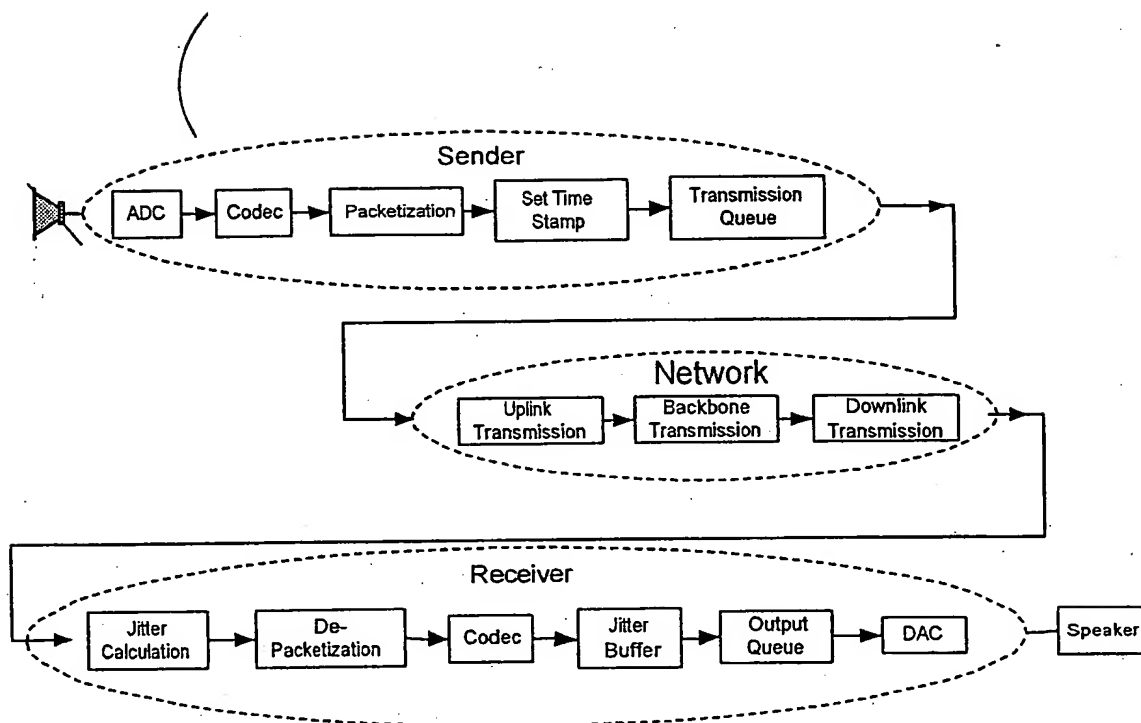 Sender
ADC
Codec
Packetization
Set Time
Stamp
Transmission
Queue
Network
Uplink
Transmission
Backbone
Transmission
Downlink
Transmission
Receiver
Jitter
Calculation
De-
Packetization
Codec
Jitter
Buffer
Output
Queue
DAC
Speaker